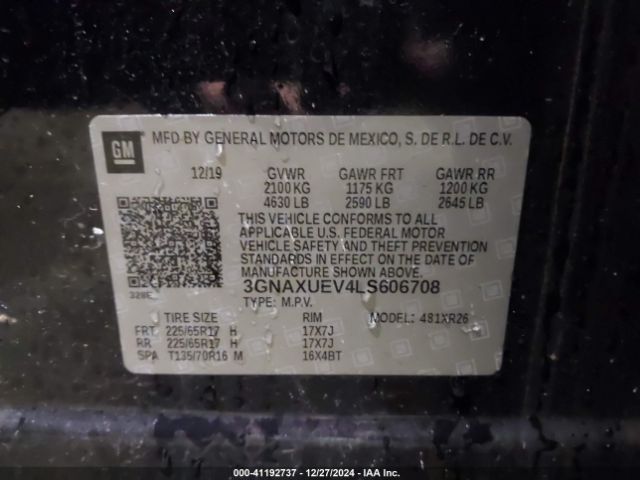 GM
MFD BY GENERAL MOTORS DE MEXICO, S. DE R.L. DE C.V.
12/19 GVWR GAWR FRT GAWR RR
2100 KG 1175 KG 1200 KG
4630 LB 2590 LB 2645 LB
THIS VEHICLE CONFORMS TO ALL
APPLICABLE U.S. FEDERAL MOTOR
VEHICLE SAFETY AND THEFT PREVENTION
STANDARDS IN EFFECT ON THE DATE OF
MANUFACTURE SHOWN ABOVE.
328E 3GNAXUEV4LS606708
TYPE: M.P.V.
TIRE SIZE RIM MODEL: 481XR26
FRT 225/65R17 H 17X7J
RR 225/65R17 H 17X7J
SPA T135/70R16 M 16X4BT
000-41192737 - 12/27/2024 - IAA Inc.